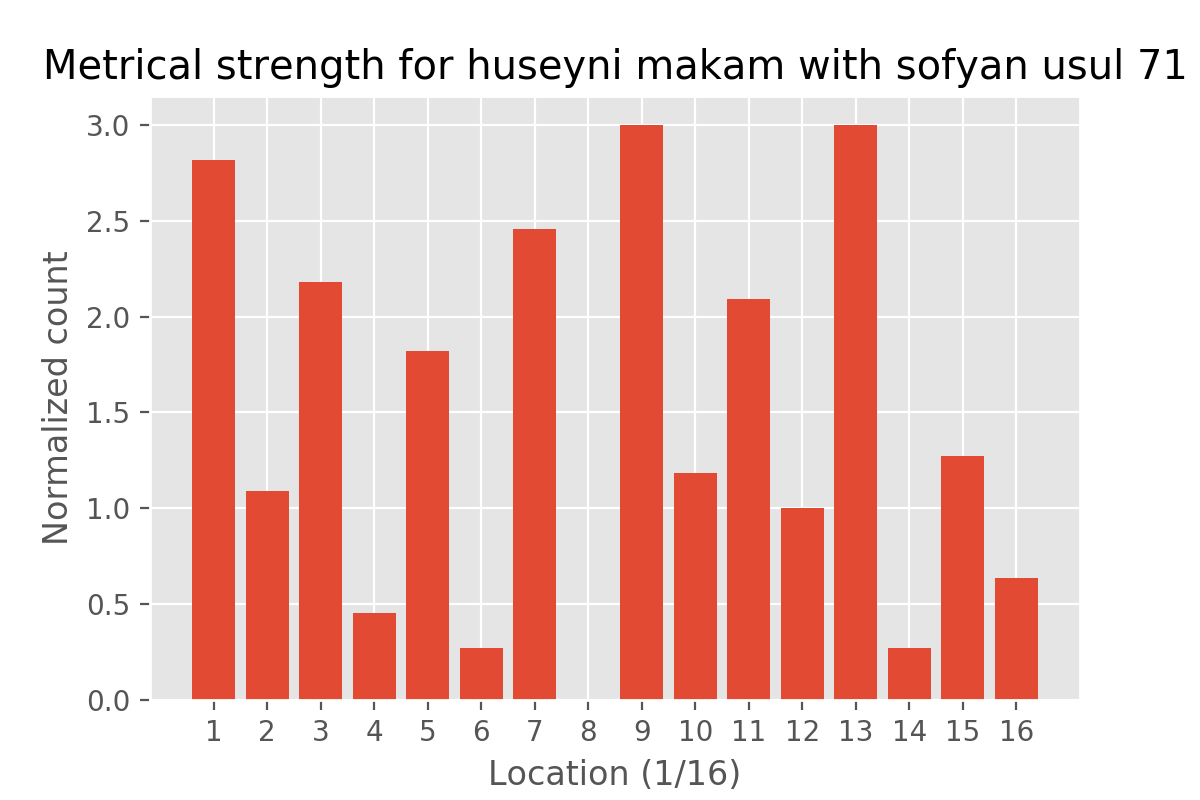 Metrical strength for huseyni makam with sofyan usul 71
3.0
2.5
2.0
1.5
1.0
0.5
0.0
Normalized count
1 2 3 4 5 6 7 8 9 10 11 12 13 14 15 16
Location (1/16)